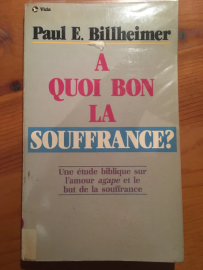 Vida
Paul E. Billheimer
A
QUOI BON
LA
SOUFFRANCE?
Une étude biblique sur
l'amour agape et le
but de la souffrance